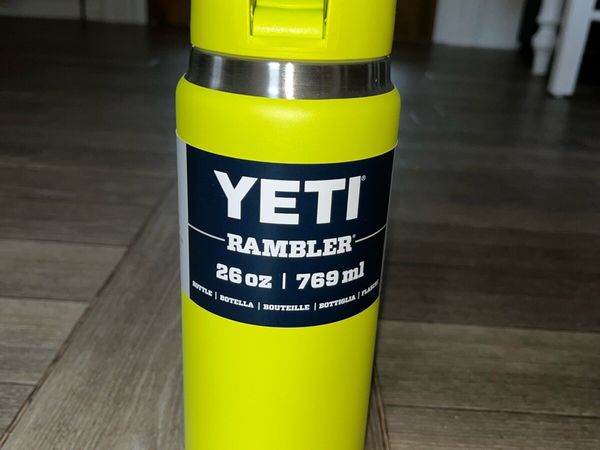 YETI®
RAMBLER®
26 oz | 769 ml
BOTTLE | BOTELLA | BOUTEILLE | BOTTIGLIA |